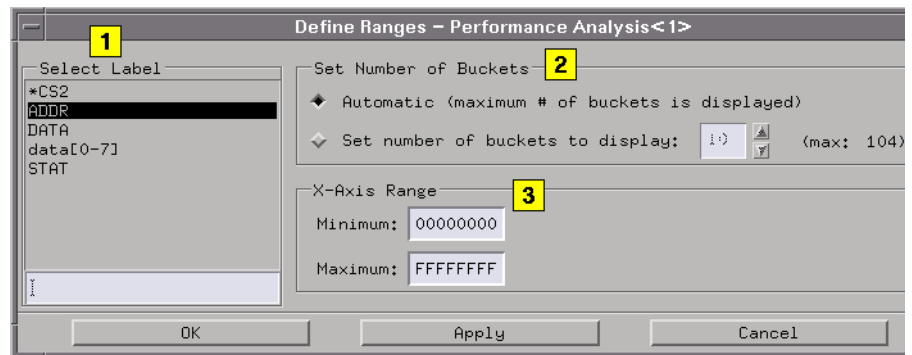 Define Ranges – Performance Analysis<1>
1
Select Label
*CS2
ADDR
DATA
data[0-7]
STAT
Set Number of Buckets
2
Automatic (maximum # of buckets is displayed)
Set number of buckets to display: 10 (max: 104)
X-Axis Range
3
Minimum: 00000000
Maximum: FFFFFFFF
OK Apply Cancel